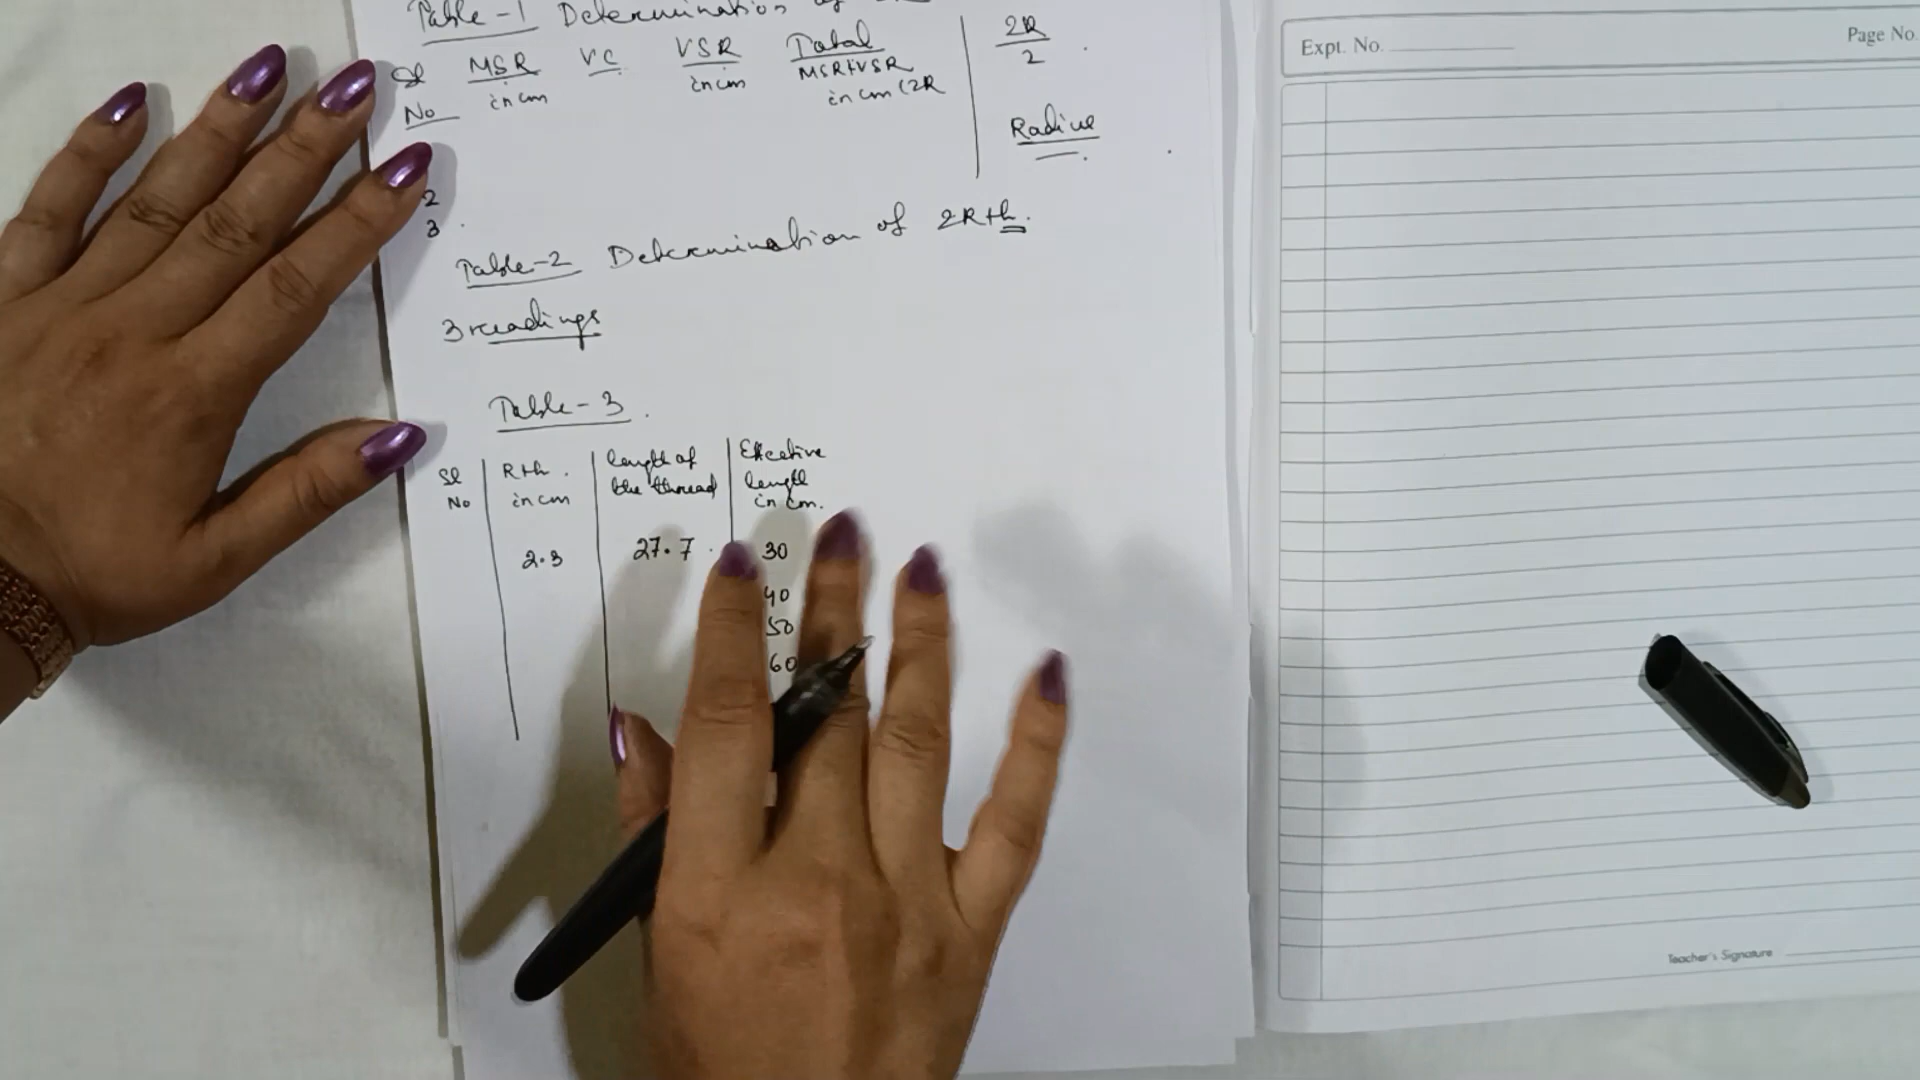 Table-1 Determination of
Sl No MSR in cm VC VSR in cm Total MSR+VSR in cm (2R 2R/2 Radius
2
3.
Table-2 Determination of 2R+h.
3 readings
Table-3.
Sl No R+h. in cm length of the thread Effective length in cm.
2.3 27.7 30
40
50
60
Expt. No.
Page No.
Teacher's Signature